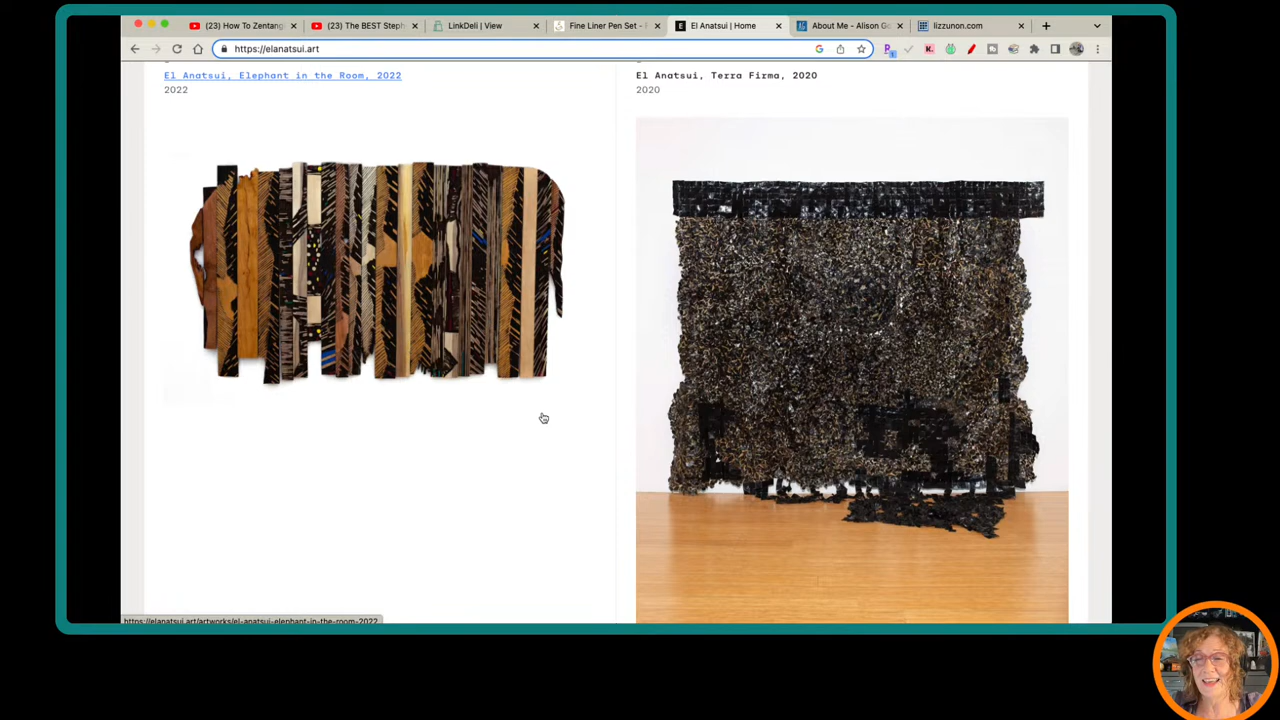 (23) How To Zentang
(23) The BEST Steph
LinkDeli | View
Fine Liner Pen Set - F
El Anatsui | Home
About Me - Alison Go
lizzunon.com
https://elanatsui.art
El Anatsui, Elephant in the Room, 2022
2022
El Anatsui, Terra Firma, 2020
2020
https://elanatsui.art/artworks/el-anatsui-elephant-in-the-room-2022